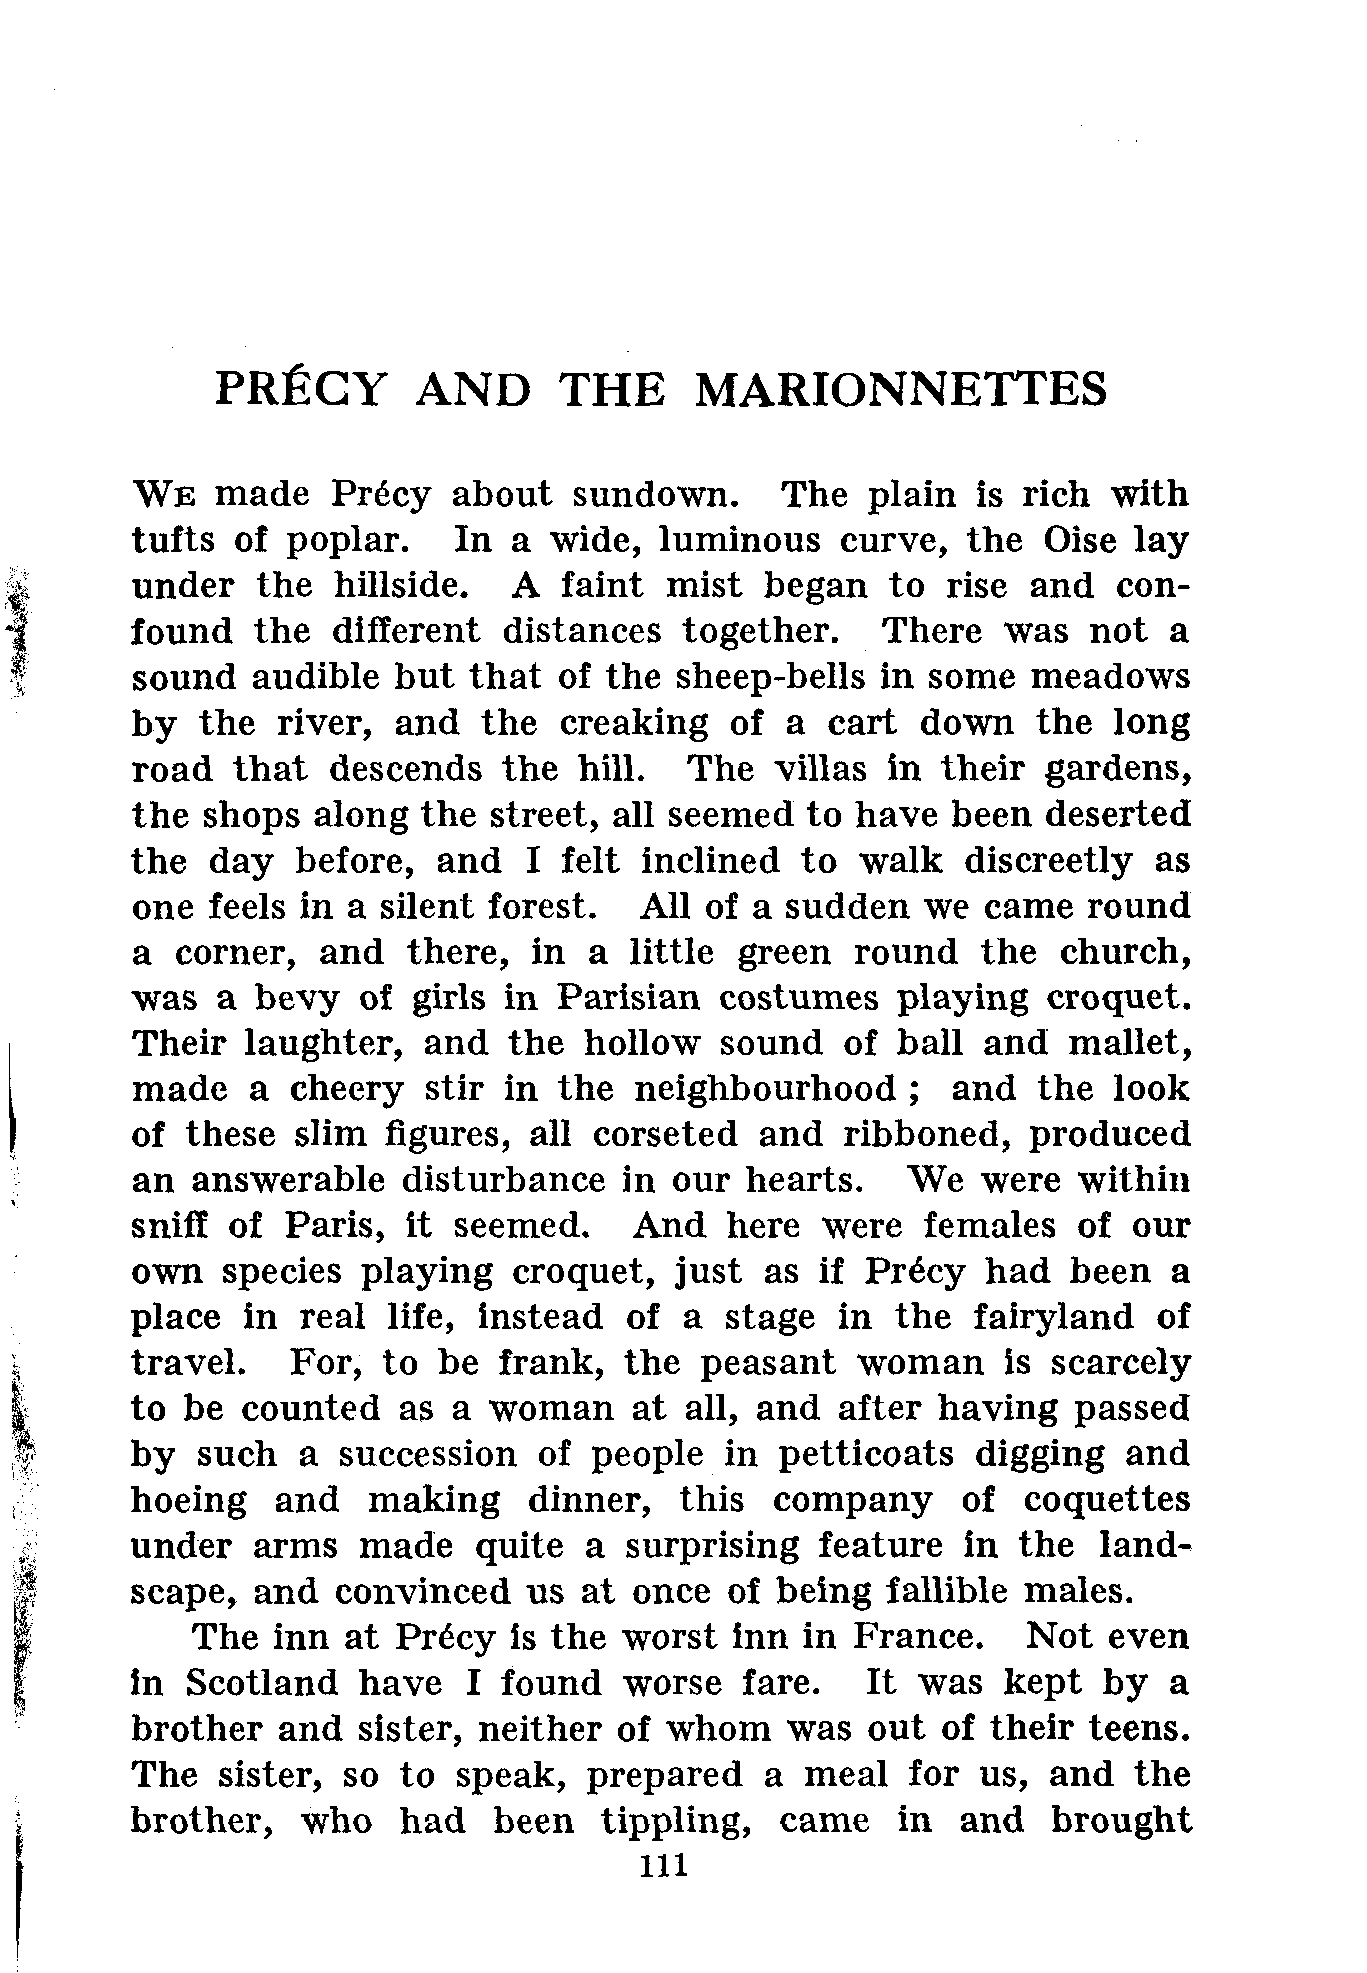 PRÉCY AND THE MARIONNETTES
WE made Précy about sundown. The plain is rich with
tufts of poplar. In a wide, luminous curve, the Oise lay
under the hillside. A faint mist began to rise and con-
found the different distances together. There was not a
sound audible but that of the sheep-bells in some meadows
by the river, and the creaking of a cart down the long
road that descends the hill. The villas in their gardens,
the shops along the street, all seemed to have been deserted
the day before, and I felt inclined to walk discreetly as
one feels in a silent forest. All of a sudden we came round
a corner, and there, in a little green round the church,
was a bevy of girls in Parisian costumes playing croquet.
Their laughter, and the hollow sound of ball and mallet,
made a cheery stir in the neighbourhood ; and the look
of these slim figures, all corseted and ribboned, produced
an answerable disturbance in our hearts. We were within
sniff of Paris, it seemed. And here were females of our
own species playing croquet, just as if Précy had been a
place in real life, instead of a stage in the fairyland of
travel. For, to be frank, the peasant woman is scarcely
to be counted as a woman at all, and after having passed
by such a succession of people in petticoats digging and
hoeing and making dinner, this company of coquettes
under arms made quite a surprising feature in the land-
scape, and convinced us at once of being fallible males.
The inn at Précy is the worst inn in France. Not even
in Scotland have I found worse fare. It was kept by a
brother and sister, neither of whom was out of their teens.
The sister, so to speak, prepared a meal for us, and the
brother, who had been tippling, came in and brought
111